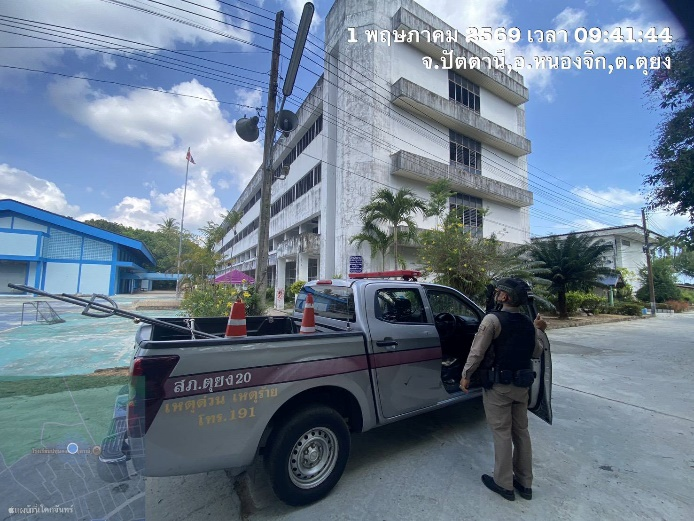 1 พฤษภาคม 2569 เวลา 09:41:44
จ.ปัตตานี,อ.หนองจิก,ต.ตุยง
สภ.ตุยง20
เหตุด่วน เหตุร้าย
โทร.191